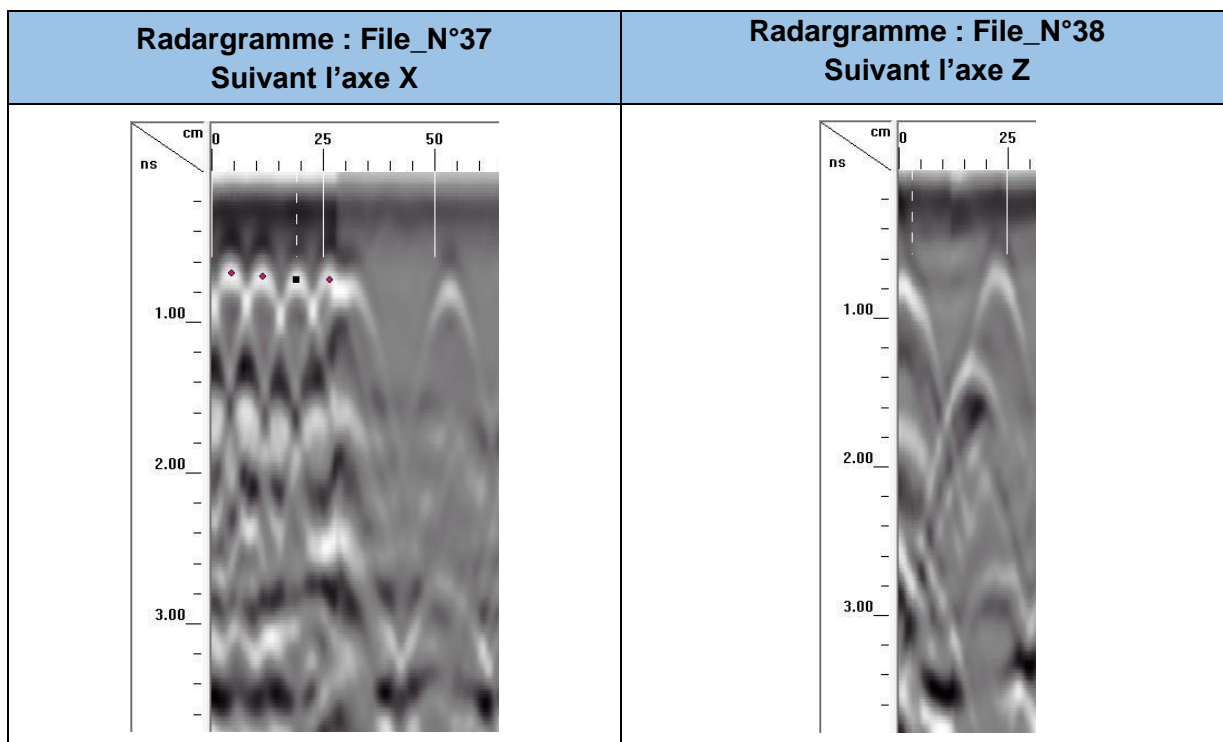 Radargramme : File_N°37
Suivant l'axe X
Radargramme : File_N°38
Suivant l'axe Z
cm
0
25
50
ns
1.00
2.00
3.00
cm
0
25
ns
1.00
2.00
3.00